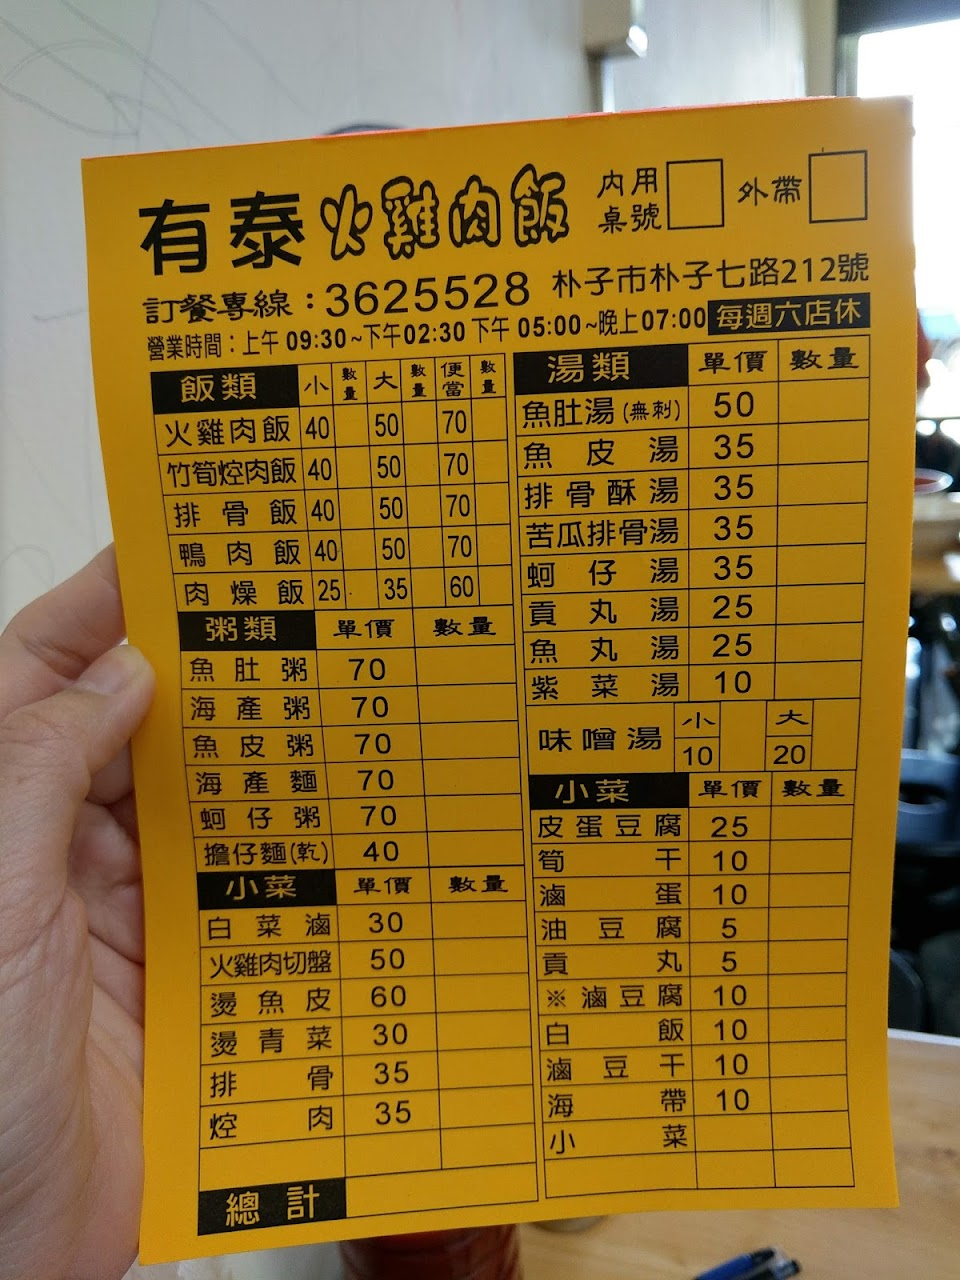 有泰火雞肉飯 內用桌號 外帶
訂餐專線：3625528 朴子市朴子七路212號
營業時間：上午 09:30~下午02:30 下午 05:00~晚上07:00 每週六店休
飯類 小 數量 大 數量 便當 數量
火雞肉飯 40 50 70
竹筍焢肉飯 40 50 70
排骨飯 40 50 70
鴨肉飯 40 50 70
肉燥飯 25 35 60
粥類 單價 數量
魚肚粥 70
海產粥 70
魚皮粥 70
海產麵 70
蚵仔粥 70
擔仔麵(乾) 40
小菜 單價 數量
白菜滷 30
火雞肉切盤 50
燙魚皮 60
燙青菜 30
排骨 35
焢肉 35
總計
湯類 單價 數量
魚肚湯(無刺) 50
魚皮湯 35
排骨酥湯 35
苦瓜排骨湯 35
蚵仔湯 35
貢丸湯 25
魚丸湯 25
紫菜湯 10
味噌湯 小 10 大 20
小菜 單價 數量
皮蛋豆腐 25
筍干 10
滷蛋 10
油豆腐 5
貢丸 5
※滷豆腐 10
白飯 10
滷豆干 10
海帶 10
小菜